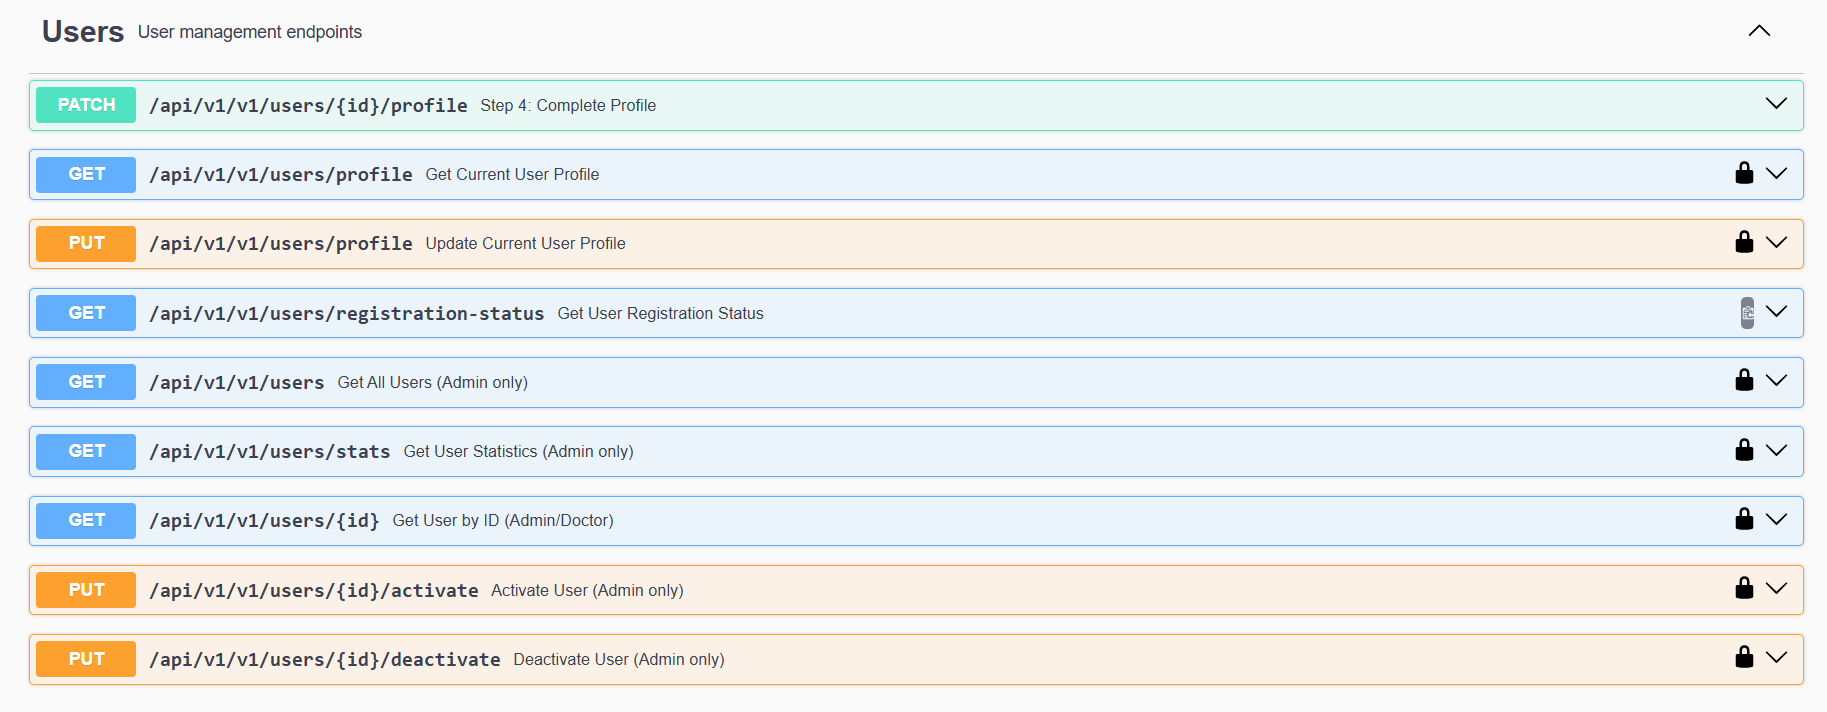 Users User management endpoints
PATCH /api/v1/v1/users/{id}/profile Step 4: Complete Profile
GET /api/v1/v1/users/profile Get Current User Profile
PUT /api/v1/v1/users/profile Update Current User Profile
GET /api/v1/v1/users/registration-status Get User Registration Status
GET /api/v1/v1/users Get All Users (Admin only)
GET /api/v1/v1/users/stats Get User Statistics (Admin only)
GET /api/v1/v1/users/{id} Get User by ID (Admin/Doctor)
PUT /api/v1/v1/users/{id}/activate Activate User (Admin only)
PUT /api/v1/v1/users/{id}/deactivate Deactivate User (Admin only)